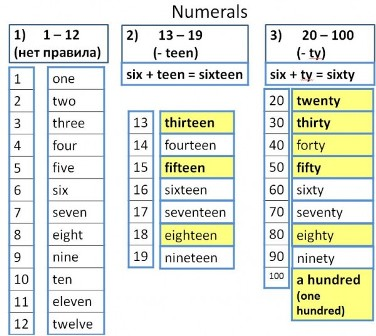 Numerals
1) 1 – 12
(нет правила)
1 one
2 two
3 three
4 four
5 five
6 six
7 seven
8 eight
9 nine
10 ten
11 eleven
12 twelve
2) 13 – 19
(- teen)
six + teen = sixteen
13 thirteen
14 fourteen
15 fifteen
16 sixteen
17 seventeen
18 eighteen
19 nineteen
3) 20 – 100
(- ty)
six + ty = sixty
20 twenty
30 thirty
40 forty
50 fifty
60 sixty
70 seventy
80 eighty
90 ninety
100 a hundred
(one
hundred)